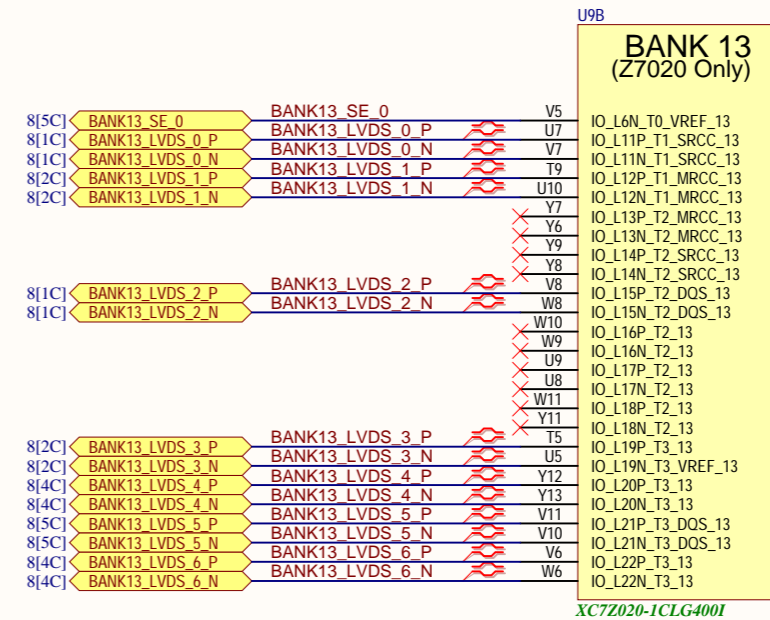 U9B
BANK 13
(Z7020 Only)
8[5C] BANK13_SE_0 BANK13_SE_0 V5 IO_L6N_T0_VREF_13
8[1C] BANK13_LVDS_0_P BANK13_LVDS_0_P U7 IO_L11P_T1_SRCC_13
8[1C] BANK13_LVDS_0_N BANK13_LVDS_0_N V7 IO_L11N_T1_SRCC_13
8[2C] BANK13_LVDS_1_P BANK13_LVDS_1_P T9 IO_L12P_T1_MRCC_13
8[2C] BANK13_LVDS_1_N BANK13_LVDS_1_N U10 IO_L12N_T1_MRCC_13
Y7 IO_L13P_T2_MRCC_13
Y6 IO_L13N_T2_MRCC_13
Y9 IO_L14P_T2_SRCC_13
Y8 IO_L14N_T2_SRCC_13
8[1C] BANK13_LVDS_2_P BANK13_LVDS_2_P V8 IO_L15P_T2_DQS_13
8[1C] BANK13_LVDS_2_N BANK13_LVDS_2_N W8 IO_L15N_T2_DQS_13
W10 IO_L16P_T2_13
W9 IO_L16N_T2_13
U9 IO_L17P_T2_13
U8 IO_L17N_T2_13
W11 IO_L18P_T2_13
Y11 IO_L18N_T2_13
8[2C] BANK13_LVDS_3_P BANK13_LVDS_3_P T5 IO_L19P_T3_13
8[2C] BANK13_LVDS_3_N BANK13_LVDS_3_N U5 IO_L19N_T3_VREF_13
8[4C] BANK13_LVDS_4_P BANK13_LVDS_4_P Y12 IO_L20P_T3_13
8[4C] BANK13_LVDS_4_N BANK13_LVDS_4_N Y13 IO_L20N_T3_13
8[5C] BANK13_LVDS_5_P BANK13_LVDS_5_P V11 IO_L21P_T3_DQS_13
8[5C] BANK13_LVDS_5_N BANK13_LVDS_5_N V10 IO_L21N_T3_DQS_13
8[4C] BANK13_LVDS_6_P BANK13_LVDS_6_P V6 IO_L22P_T3_13
8[4C] BANK13_LVDS_6_N BANK13_LVDS_6_N W6 IO_L22N_T3_13
XC7Z020-1CLG400I